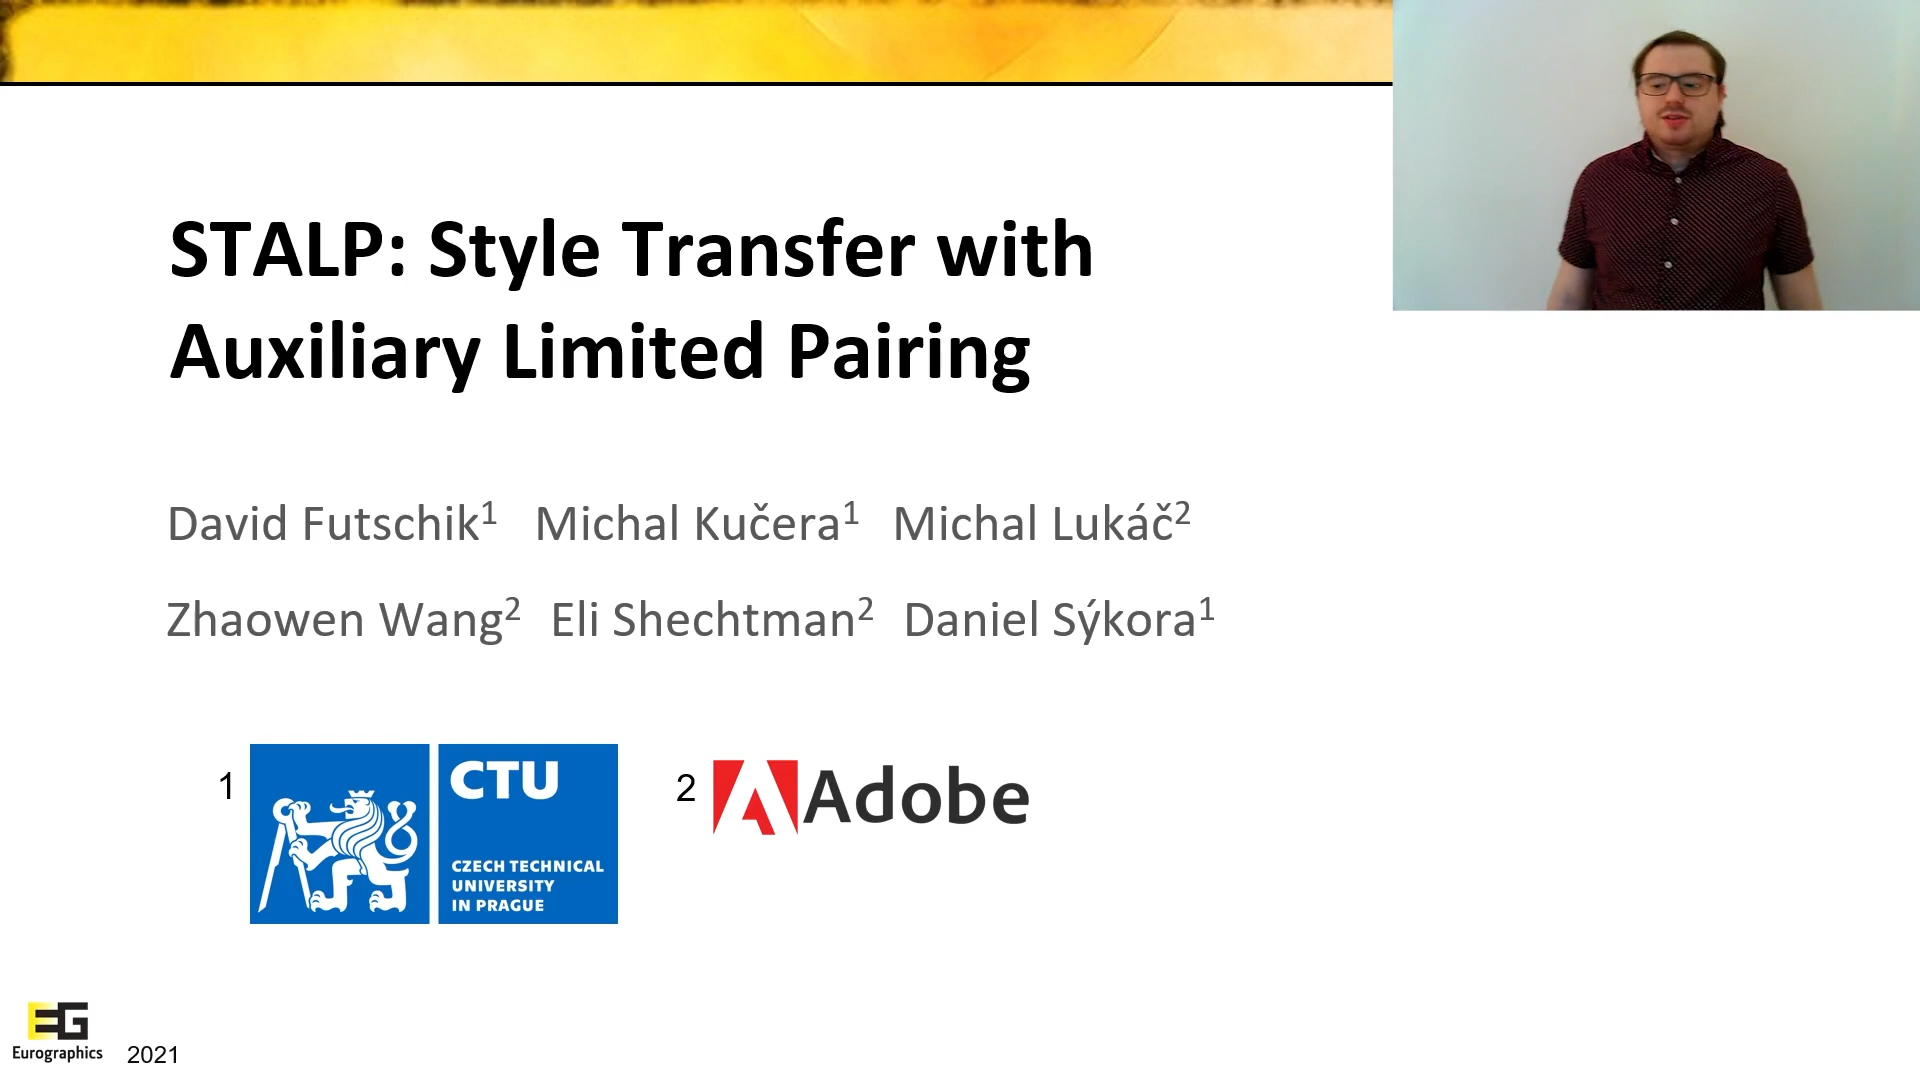 STALP: Style Transfer with
Auxiliary Limited Pairing
David Futschik1 Michal Kučera1 Michal Lukáč2
Zhaowen Wang2 Eli Shechtman2 Daniel Sýkora1
1
CTU
CZECH TECHNICAL
UNIVERSITY
IN PRAGUE
2
Adobe
EG
Eurographics
2021